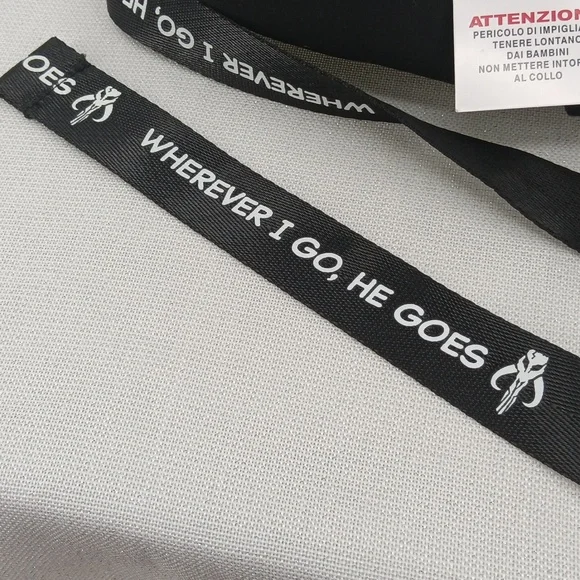 HE
WHEREVER I GO,
ATTENZION
PERICOLO DI IMPIGLIA
TENERE LONTANO
DAI BAMBINI
NON METTERE INTOR
AL COLLO
OES
WHEREVER I GO, HE GOES